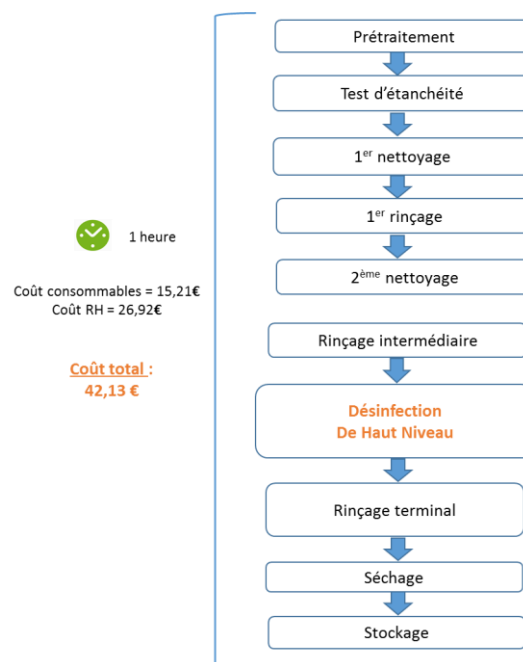 Prétraitement
Test d'étanchéité
1er nettoyage
1er rinçage
2ème nettoyage
1 heure
Coût consommables = 15,21€
Coût RH = 26,92€
Coût total :
42,13 €
Rinçage intermédiaire
Désinfection
De Haut Niveau
Rinçage terminal
Séchage
Stockage